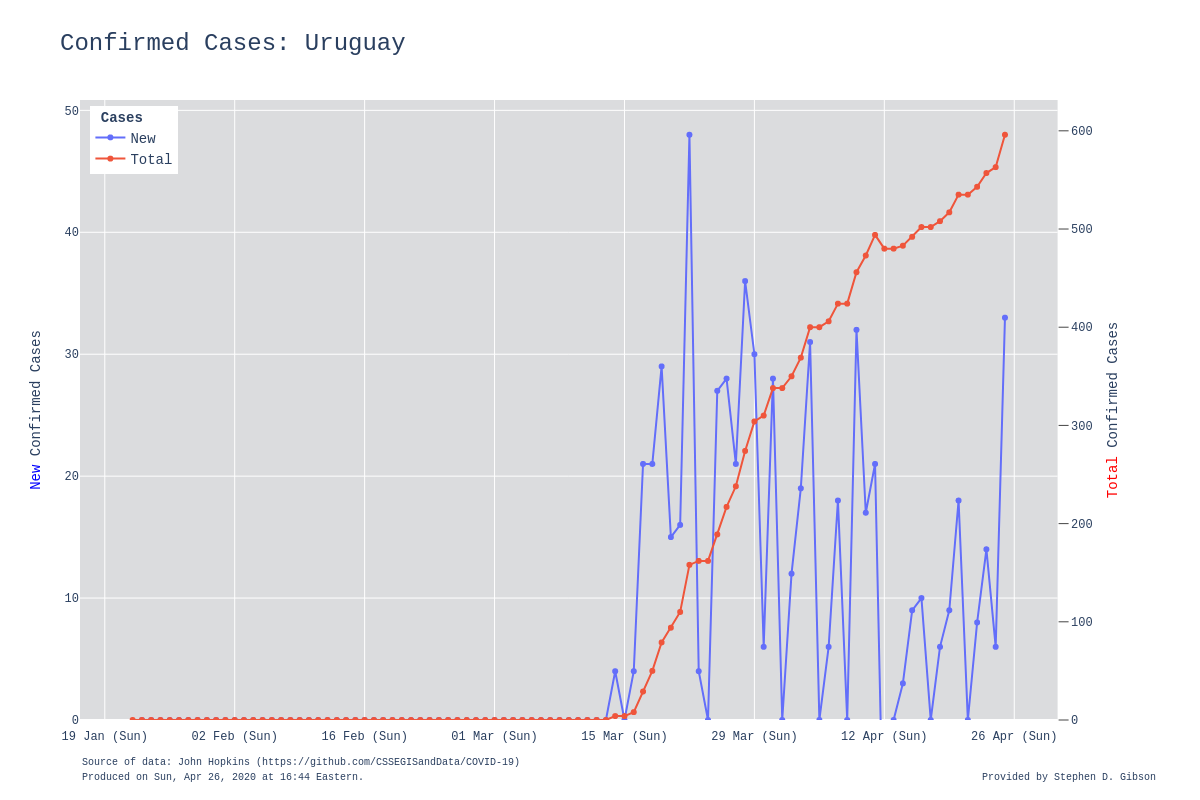 Confirmed Cases: Uruguay
Cases
New
Total
50
40
30
20
10
0
600
500
400
300
200
100
0
New Confirmed Cases
Total Confirmed Cases
19 Jan (Sun) 02 Feb (Sun) 16 Feb (Sun) 01 Mar (Sun) 15 Mar (Sun) 29 Mar (Sun) 12 Apr (Sun) 26 Apr (Sun)
Source of data: John Hopkins (https://github.com/CSSEGISandData/COVID-19)
Produced on Sun, Apr 26, 2020 at 16:44 Eastern.
Provided by Stephen D. Gibson